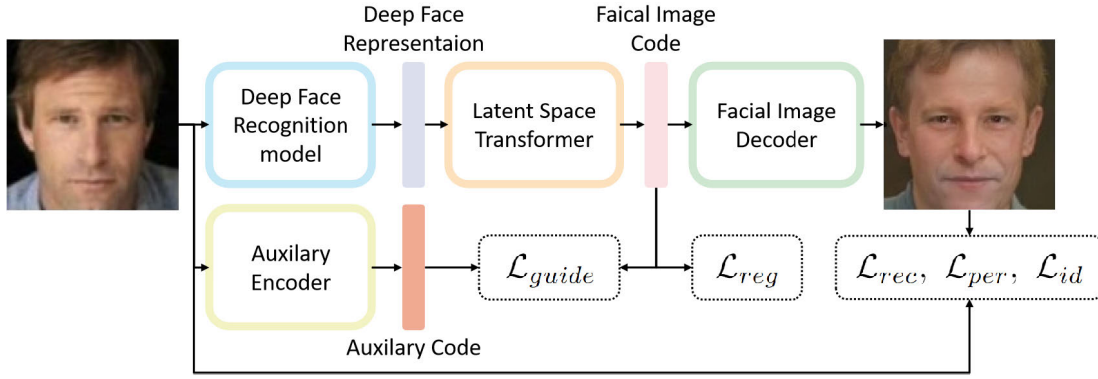 Deep Face
Representaion
Faical Image
Code
Deep Face
Recognition
model
Latent Space
Transformer
Facial Image
Decoder
Auxilary
Encoder
ℒguide
ℒreg
ℒrec, ℒper, ℒid
Auxilary Code